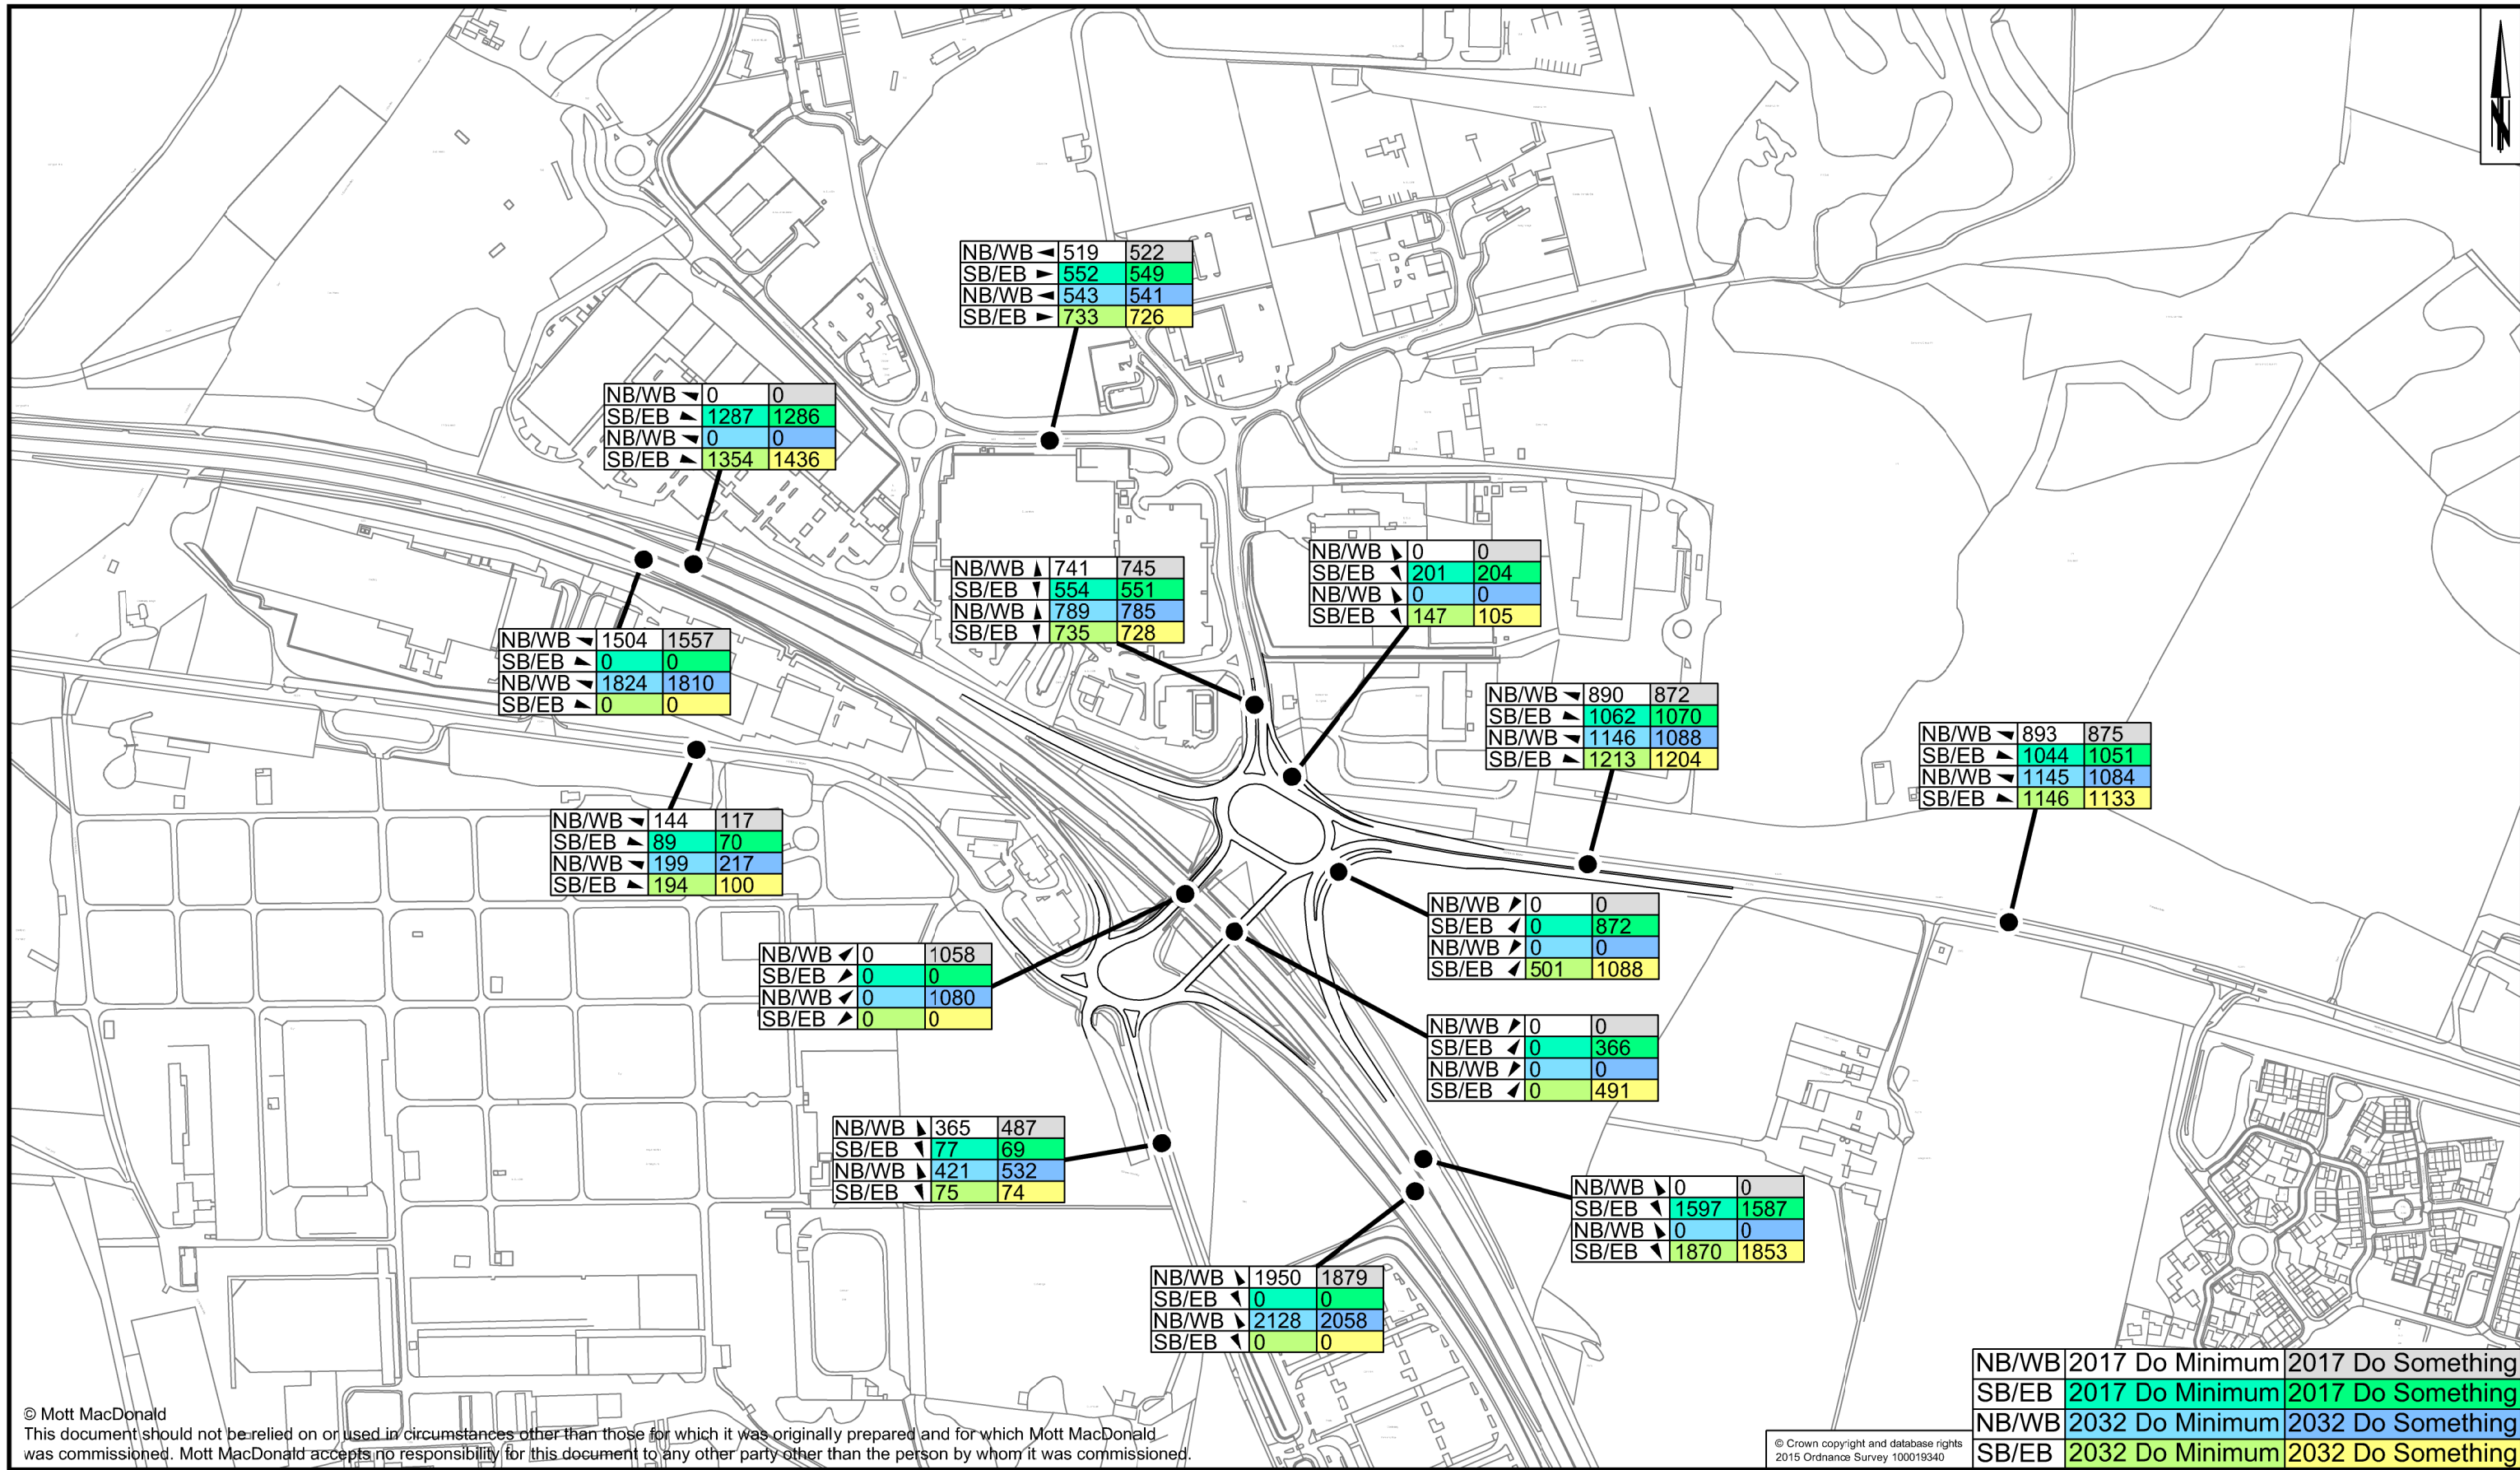 NB/WB 519 522
SB/EB 552 549
NB/WB 543 541
SB/EB 733 726
NB/WB 0 0
SB/EB 1287 1286
NB/WB 0 0
SB/EB 1354 1436
NB/WB 1504 1557
SB/EB 0 0
NB/WB 1824 1810
SB/EB 0 0
NB/WB 741 745
SB/EB 554 551
NB/WB 789 785
SB/EB 735 728
NB/WB 0 0
SB/EB 201 204
NB/WB 0 0
SB/EB 147 105
NB/WB 890 872
SB/EB 1062 1070
NB/WB 1146 1088
SB/EB 1213 1204
NB/WB 893 875
SB/EB 1044 1051
NB/WB 1145 1084
SB/EB 1146 1133
NB/WB 144 117
SB/EB 89 70
NB/WB 199 217
SB/EB 194 100
NB/WB 0 0
SB/EB 0 872
NB/WB 0 0
SB/EB 501 1088
NB/WB 0 1058
SB/EB 0 0
NB/WB 0 1080
SB/EB 0 0
NB/WB 0 0
SB/EB 0 366
NB/WB 0 0
SB/EB 0 491
NB/WB 365 487
SB/EB 77 69
NB/WB 421 532
SB/EB 75 74
NB/WB 0 0
SB/EB 1597 1587
NB/WB 0 0
SB/EB 1870 1853
NB/WB 1950 1879
SB/EB 0 0
NB/WB 2128 2058
SB/EB 0 0
NB/WB 2017 Do Minimum 2017 Do Something
SB/EB 2017 Do Minimum 2017 Do Something
NB/WB 2032 Do Minimum 2032 Do Something
SB/EB 2032 Do Minimum 2032 Do Something
© Mott MacDonald
This document should not be relied on or used in circumstances other than those for which it was originally prepared and for which Mott MacDonald
was commissioned. Mott MacDonald accepts no responsibility for this document to any other party other than the person by whom it was commissioned.
© Crown copyright and database rights
2015 Ordnance Survey 100019340
N